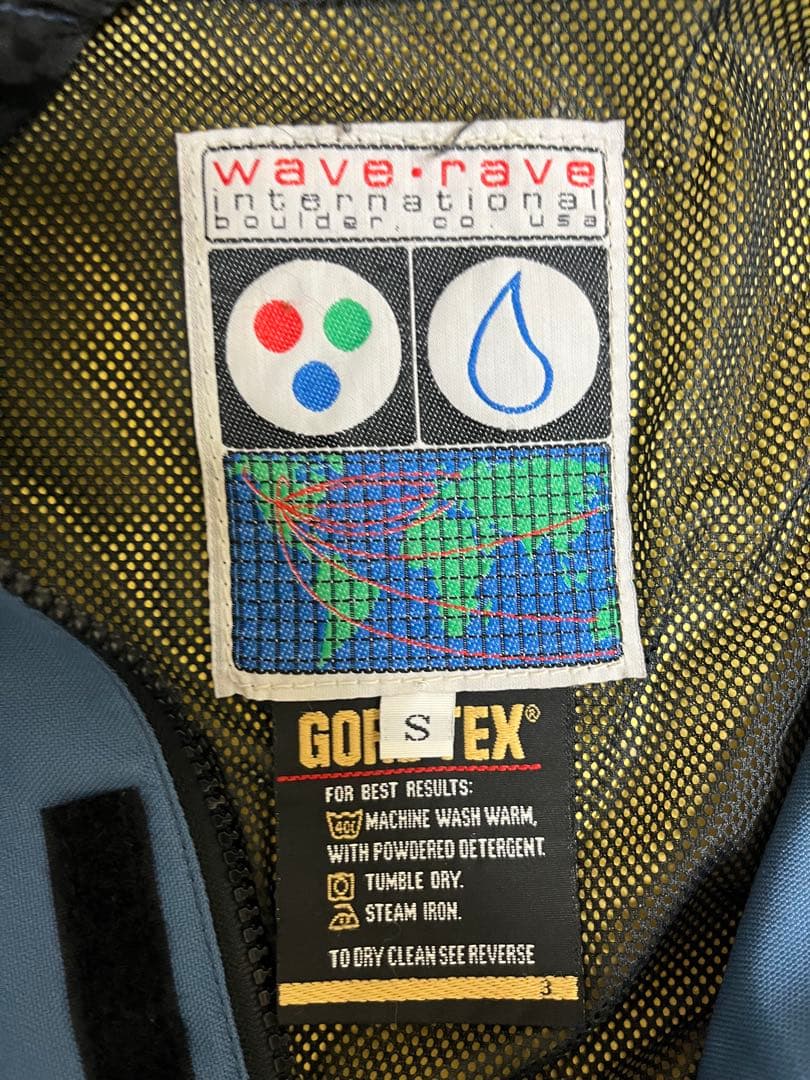 wave·rave
international
boulder. co. usa
GORE-TEX®
S
FOR BEST RESULTS:
40 MACHINE WASH WARM,
WITH POWDERED DETERGENT.
TUMBLE DRY.
STEAM IRON.
TO DRY CLEAN SEE REVERSE
3